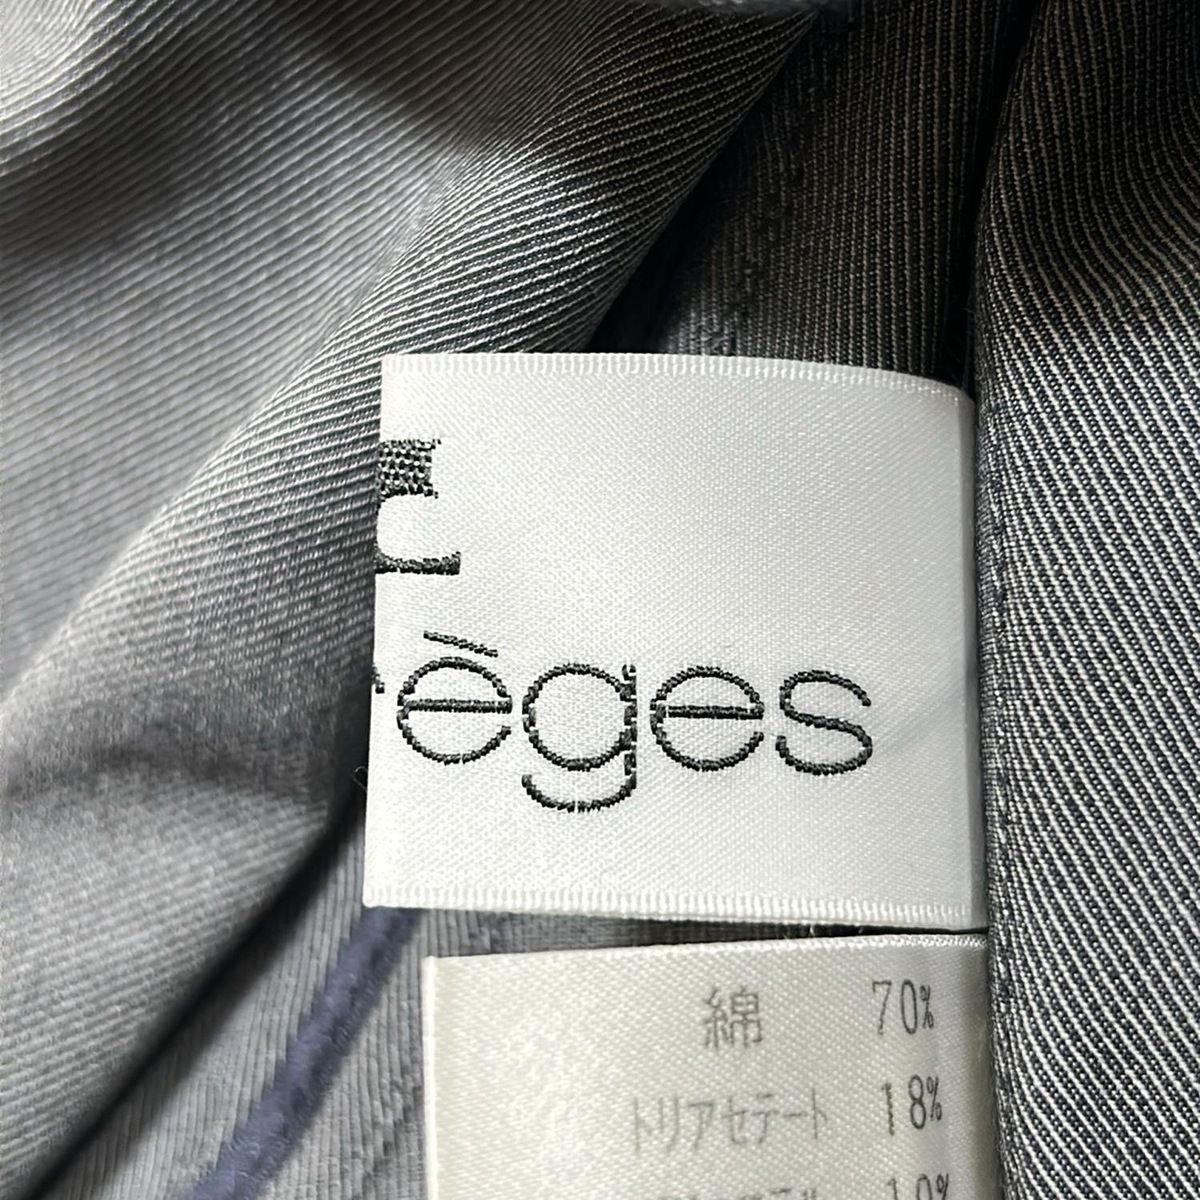 èges
綿 70%
トリアセテート 18%